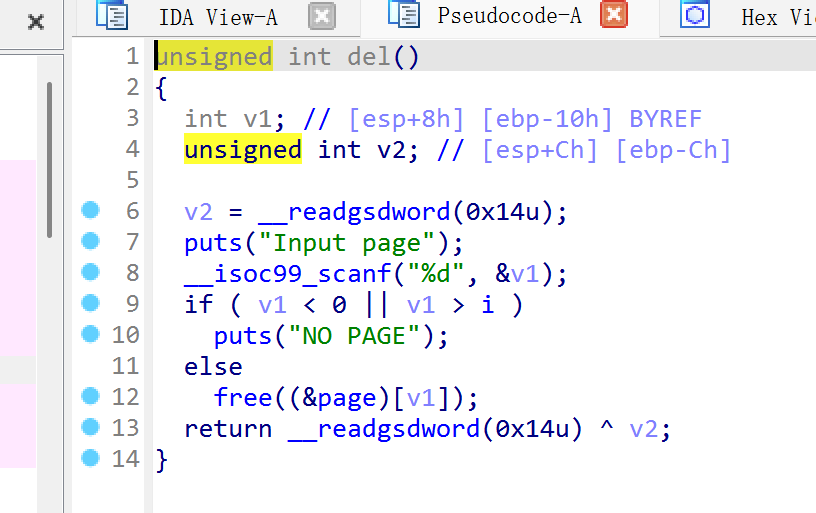 IDA View-A Pseudocode-A Hex Vi
1 unsigned int del()
2 {
3 int v1; // [esp+8h] [ebp-10h] BYREF
4 unsigned int v2; // [esp+Ch] [ebp-Ch]
5
6 v2 = __readgsdword(0x14u);
7 puts("Input page");
8 __isoc99_scanf("%d", &v1);
9 if ( v1 < 0 || v1 > i )
10 puts("NO PAGE");
11 else
12 free((&page)[v1]);
13 return __readgsdword(0x14u) ^ v2;
14 }